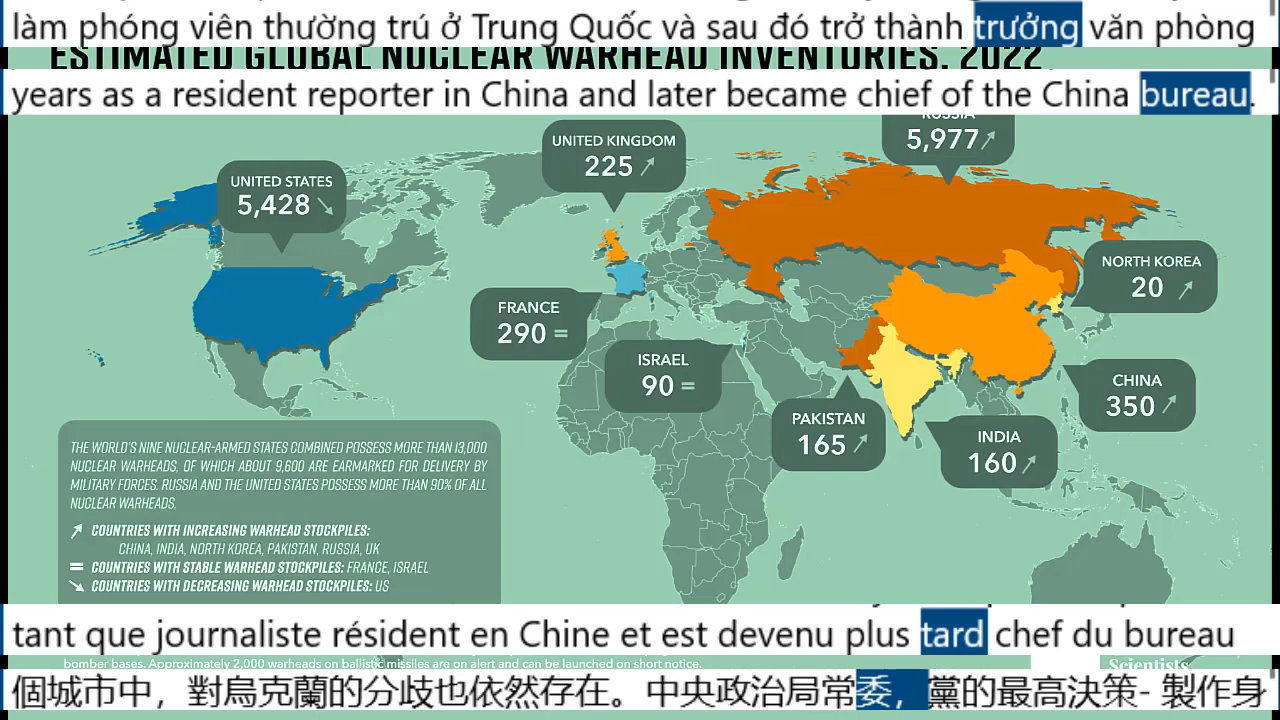 làm phóng viên thường trú ở Trung Quốc và sau đó trở thành trưởng văn phòng
ESTIMATED GLOBAL NUCLEAR WARHEAD INVENTORIES, 2022
years as a resident reporter in China and later became chief of the China bureau.
RUSSIA
5,977
UNITED KINGDOM
225
UNITED STATES
5,428
NORTH KOREA
20
FRANCE
290 =
ISRAEL
90 =
CHINA
350
PAKISTAN
165
INDIA
160
THE WORLD'S NINE NUCLEAR-ARMED STATES COMBINED POSSESS MORE THAN 13,000
NUCLEAR WARHEADS, OF WHICH ABOUT 9,600 ARE EARMARKED FOR DELIVERY BY
MILITARY FORCES. RUSSIA AND THE UNITED STATES POSSESS MORE THAN 90% OF ALL
NUCLEAR WARHEADS.
COUNTRIES WITH INCREASING WARHEAD STOCKPILES:
CHINA, INDIA, NORTH KOREA, PAKISTAN, RUSSIA, UK
= COUNTRIES WITH STABLE WARHEAD STOCKPILES: FRANCE, ISRAEL
COUNTRIES WITH DECREASING WARHEAD STOCKPILES: US
tant que journaliste résident en Chine et est devenu plus tard chef du bureau
bomber bases. Approximately 2,000 warheads on ballistic missiles are on alert and can be launched on short notice.
Scientists
個城市中，對烏克蘭的分歧也依然存在。中央政治局常委，黨的最高決策- 製作身